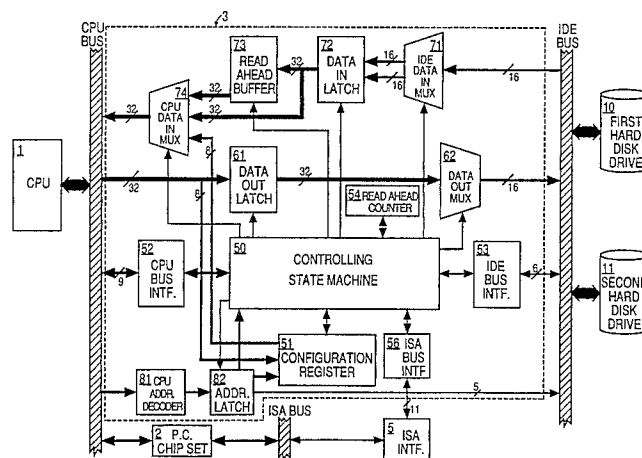 CPU
BUS
3
IDE
BUS
73
READ
AHEAD
BUFFER
72
DATA
IN
LATCH
71
IDE DATA
IN MUX
74
CPU
DATA
IN
MUX
32
32
32
32
16
16
16
16
8
8
1
CPU
32
61
DATA
OUT
LATCH
32
62
DATA
OUT
MUX
16
10
FIRST
HARD
DISK
DRIVE
54 READ AHEAD
COUNTER
52
CPU
BUS
INTF.
9
50
CONTROLLING
STATE MACHINE
53
IDE
BUS
INTF.
6
11
SECOND
HARD
DISK
DRIVE
51
CONFIGURATION
REGISTER
56
ISA
BUS
INTF
81 CPU
ADDR.
DECODER
82
ADDR.
LATCH
5
11
ISA BUS
2
P.C.
CHIP SET
5
ISA
INTF.